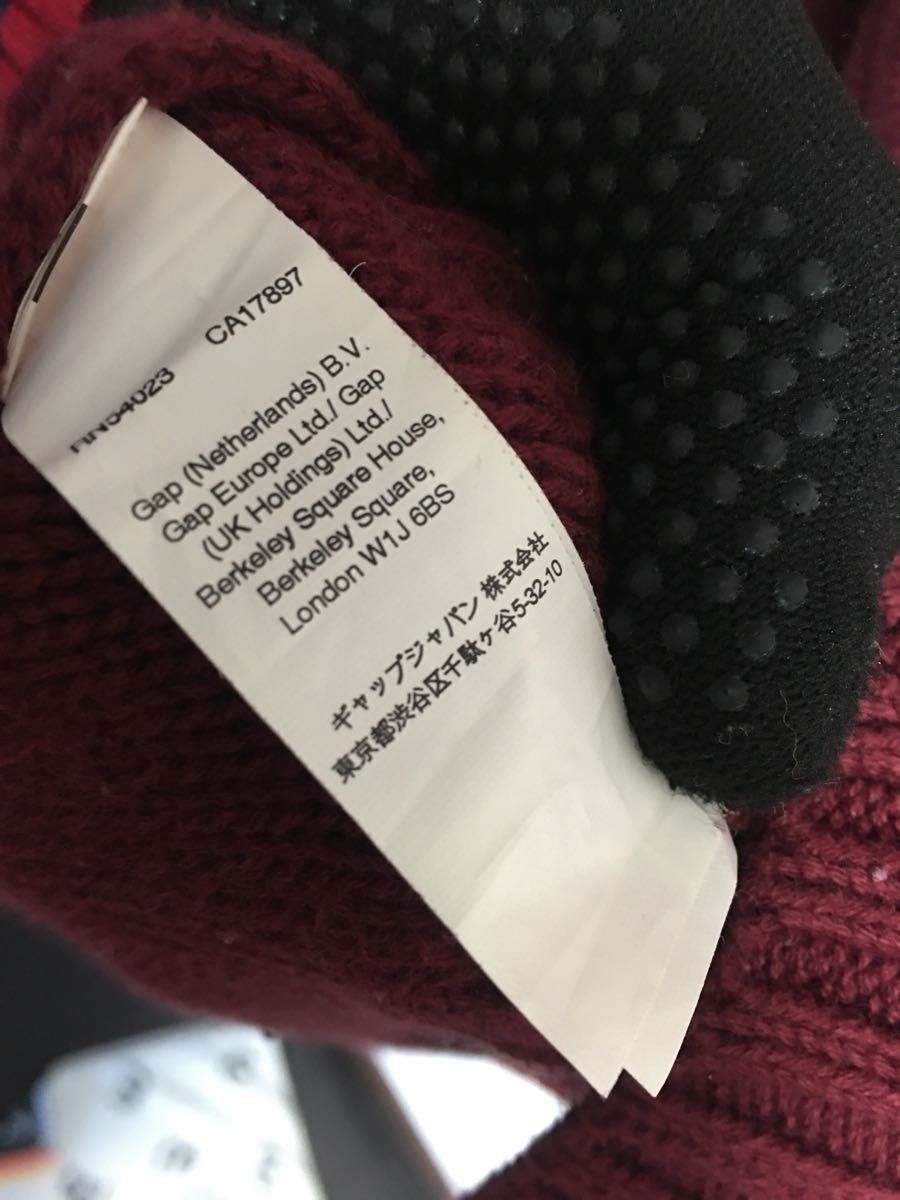 RN54023 CA17897
Gap (Netherlands) B.V.
Gap Europe Ltd./ Gap
(UK Holdings) Ltd./
Berkeley Square House,
Berkeley Square,
London W1J 6BS
ギャップジャパン 株式会社
東京都渋谷区千駄ヶ谷5-32-10